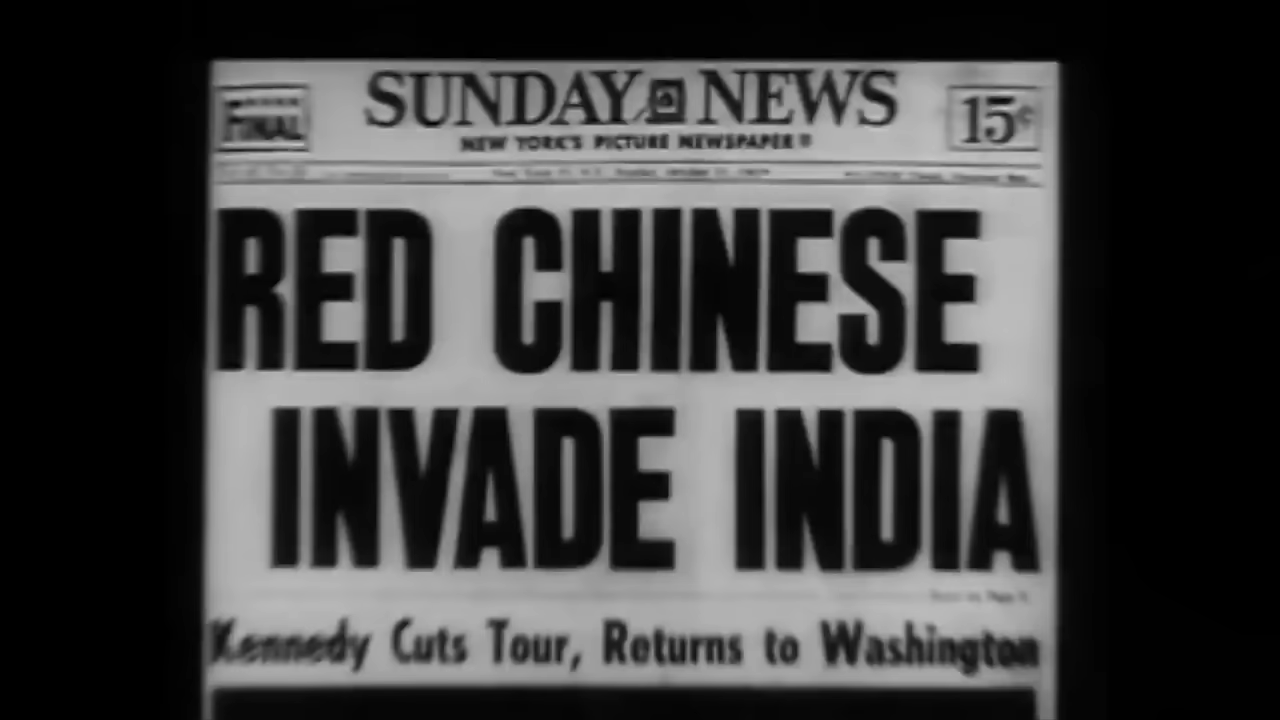 FINAL
SUNDAY NEWS
15¢
NEW YORK'S PICTURE NEWSPAPER
RED CHINESE
INVADE INDIA
Kennedy Cuts Tour, Returns to Washington